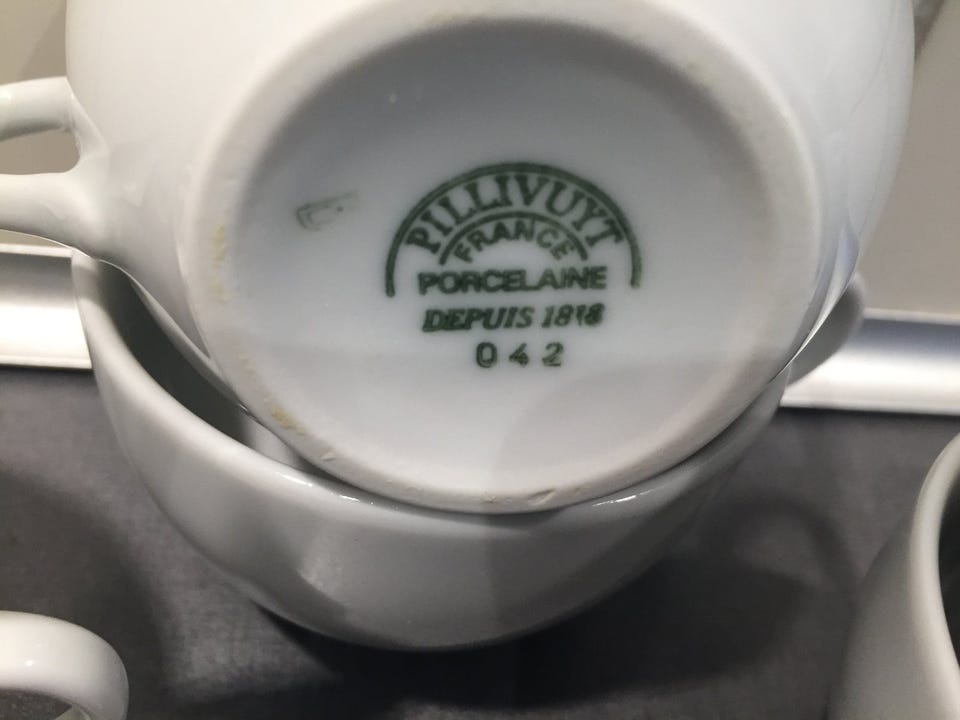 PILLIVUYT
FRANCE
PORCELAINE
DEPUIS 1818
042